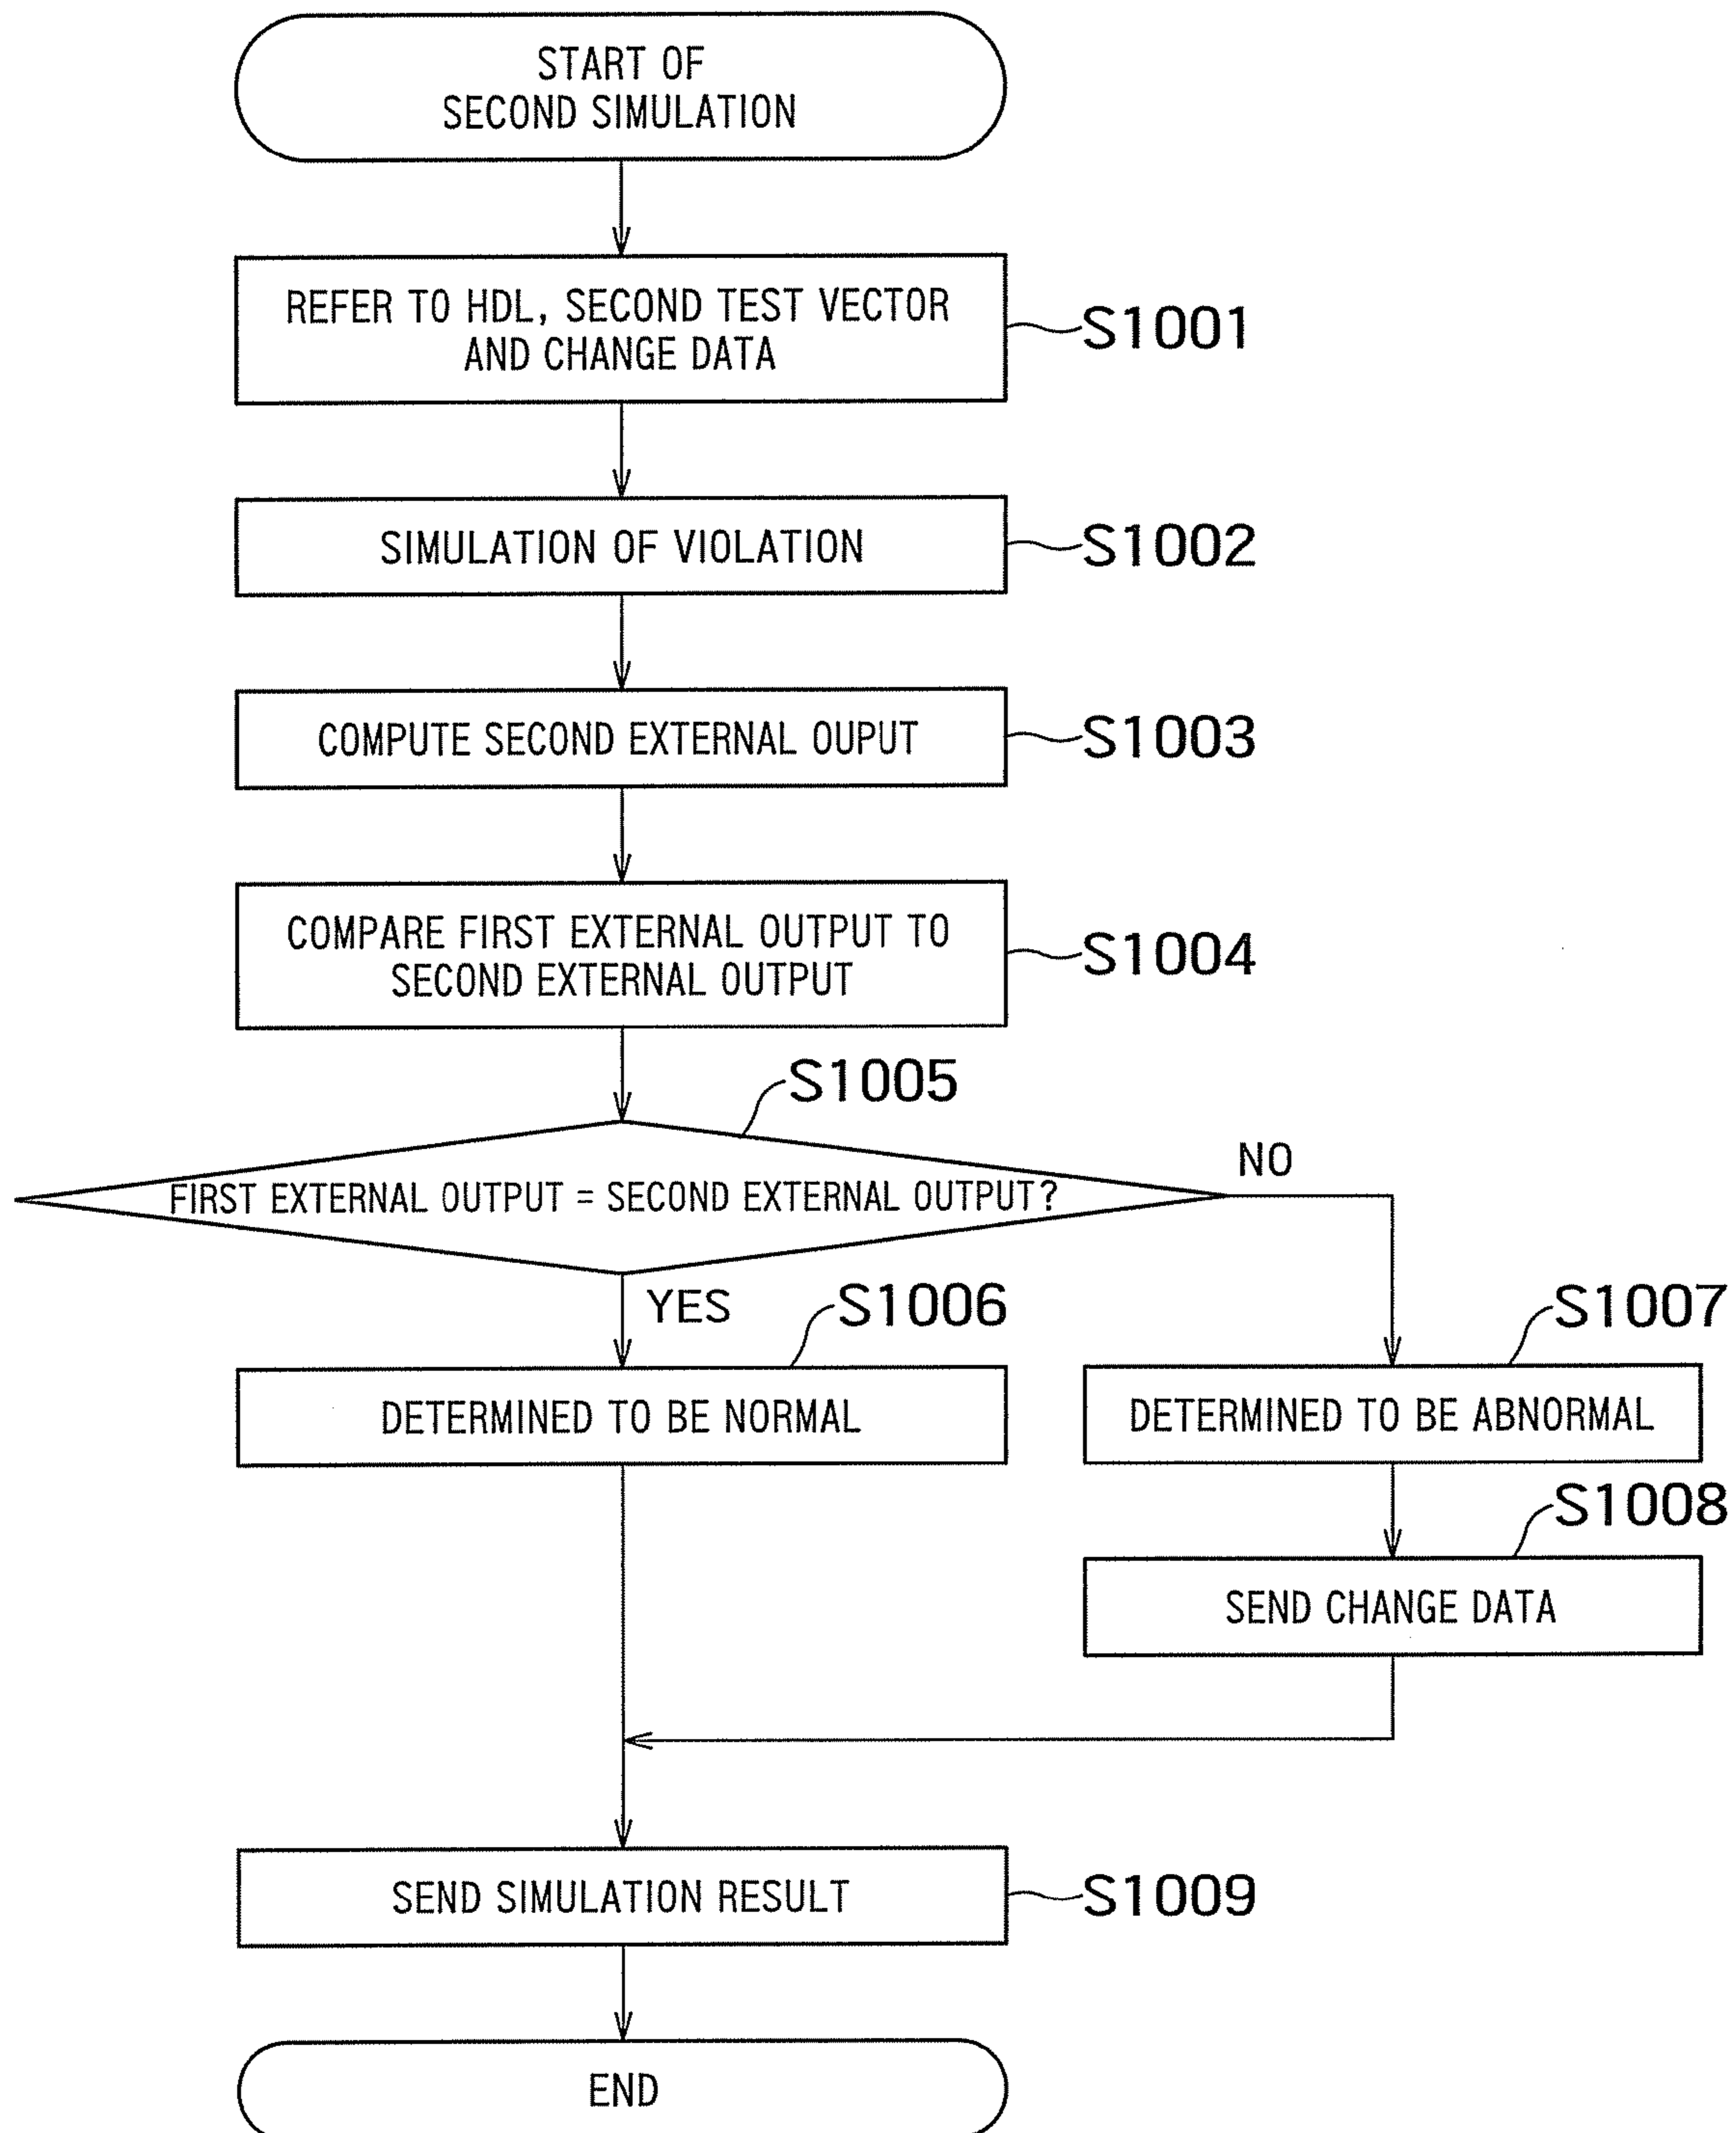 START OF
SECOND SIMULATION
REFER TO HDL, SECOND TEST VECTOR
AND CHANGE DATA
S1001
SIMULATION OF VIOLATION
S1002
COMPUTE SECOND EXTERNAL OUPUT
S1003
COMPARE FIRST EXTERNAL OUTPUT TO
SECOND EXTERNAL OUTPUT
S1004
S1005
FIRST EXTERNAL OUTPUT = SECOND EXTERNAL OUTPUT?
NO
YES
S1006
DETERMINED TO BE NORMAL
S1007
DETERMINED TO BE ABNORMAL
S1008
SEND CHANGE DATA
SEND SIMULATION RESULT
S1009
END